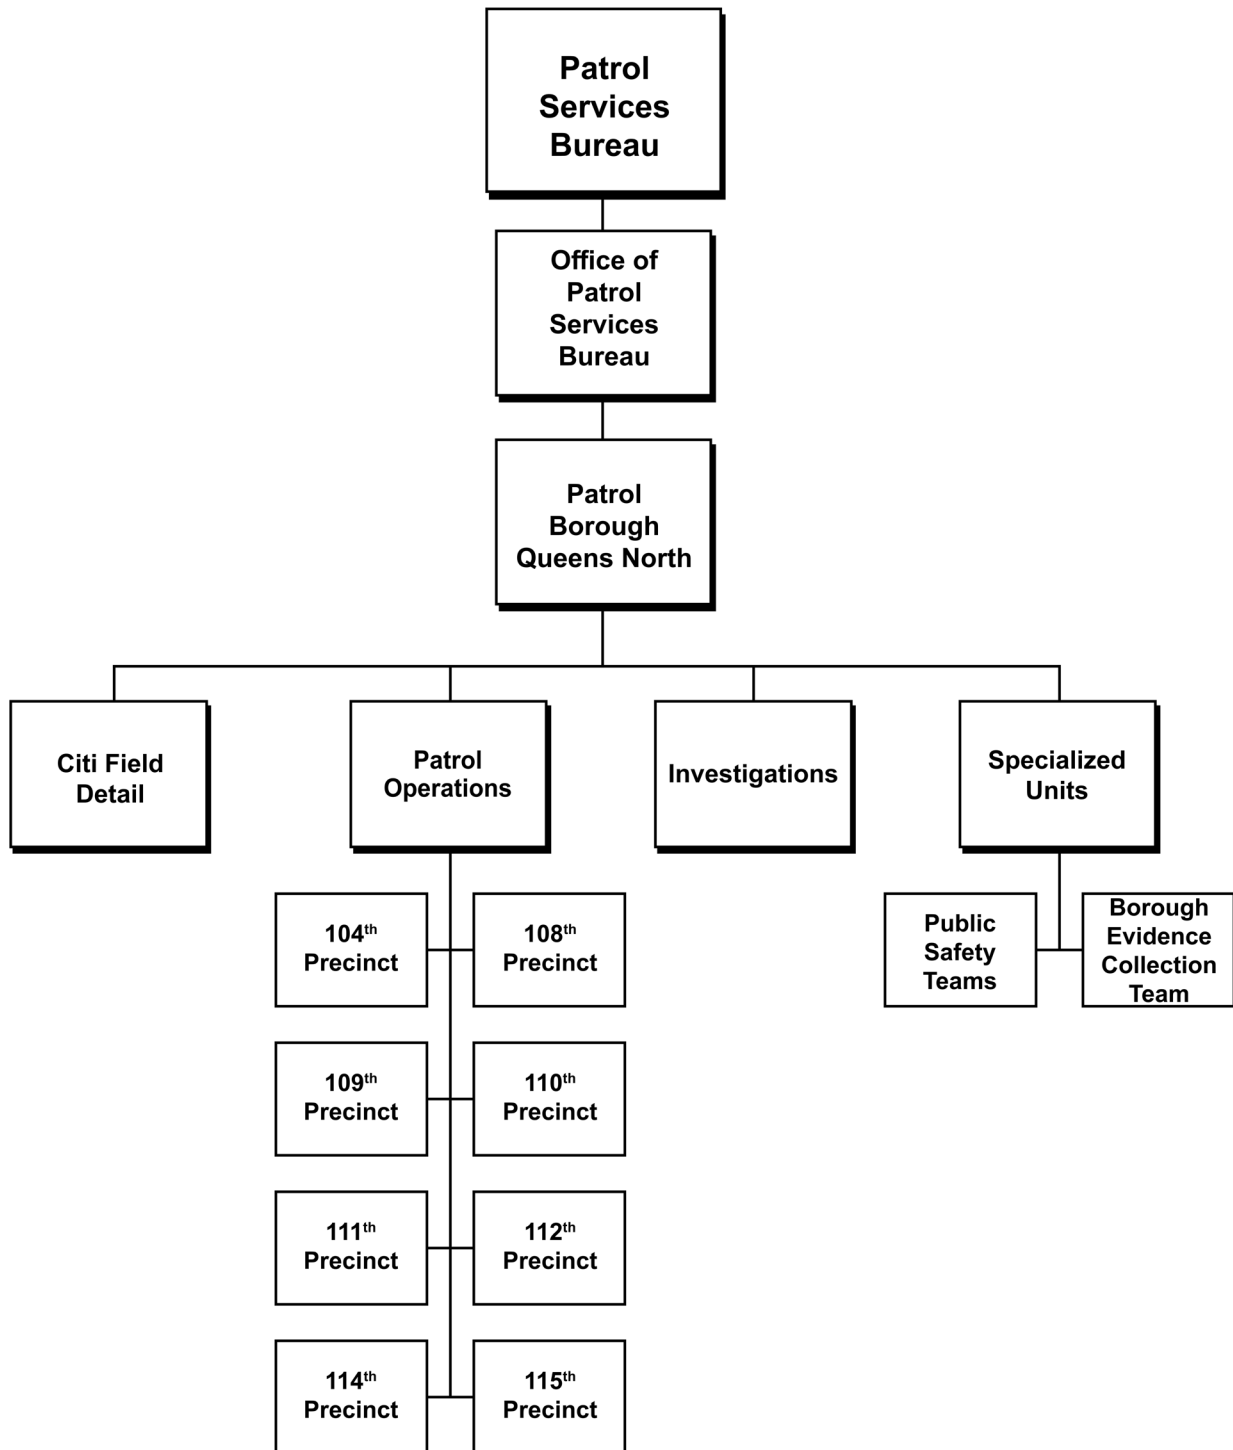 Patrol
Services
Bureau
Office of
Patrol
Services
Bureau
Patrol
Borough
Queens North
Citi Field
Detail
Patrol
Operations
Investigations
Specialized
Units
104th
Precinct
108th
Precinct
Public
Safety
Teams
Borough
Evidence
Collection
Team
109th
Precinct
110th
Precinct
111th
Precinct
112th
Precinct
114th
Precinct
115th
Precinct